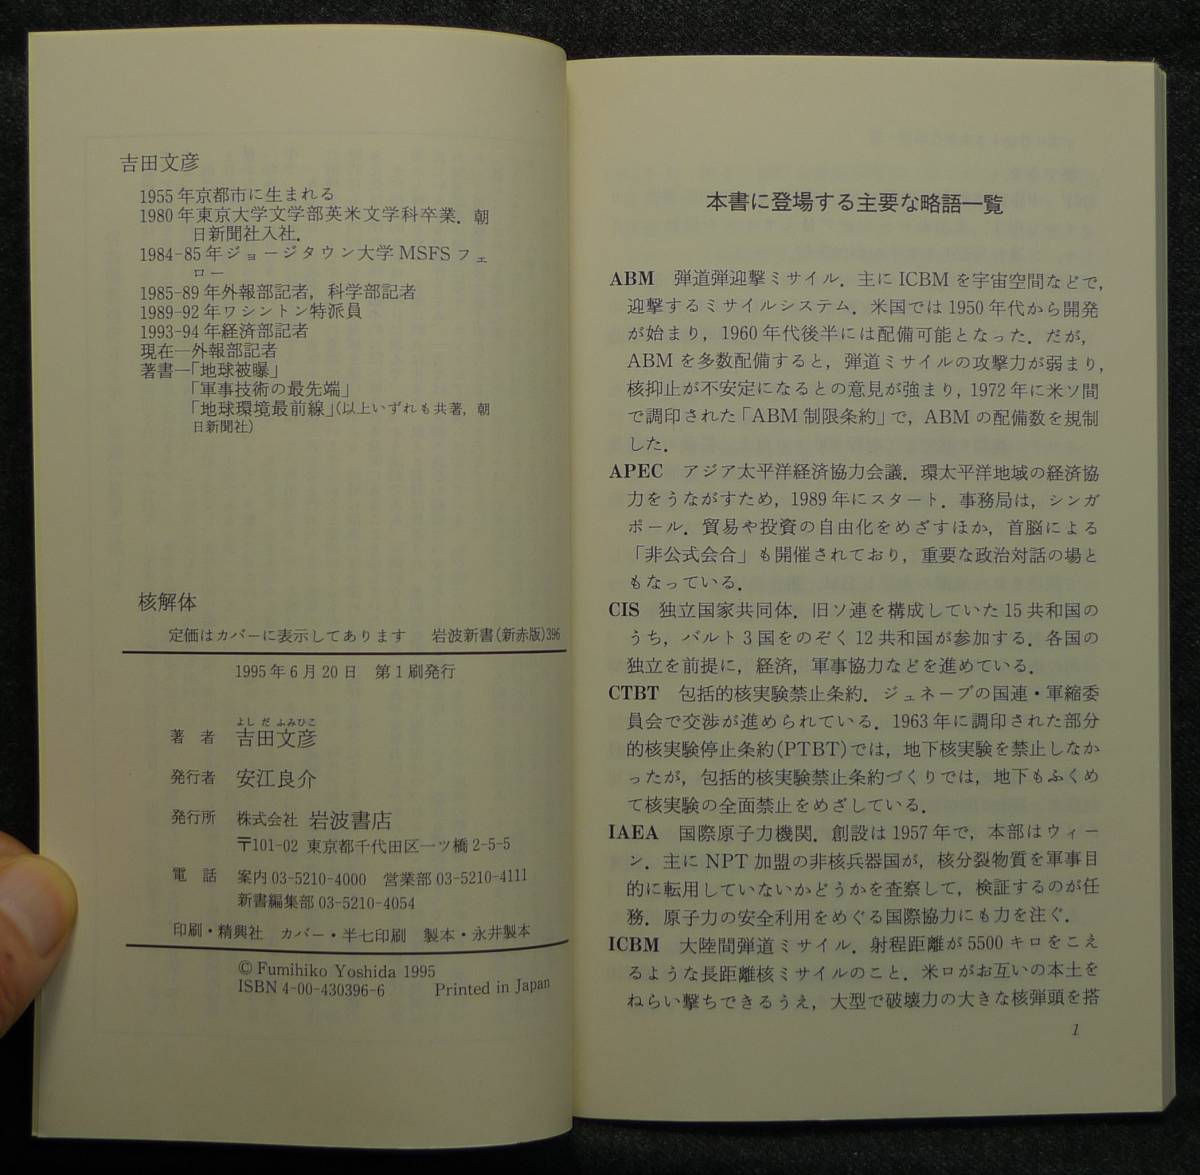 吉田文彦
1955年京都市に生まれる
1980年東京大学文学部英米文学科卒業．朝
日新聞社入社．
1984-85年ジョージタウン大学MSFSフェ
ロー
1985-89年外報部記者，科学部記者
1989-92年ワシントン特派員
1993-94年経済部記者
現在―外報部記者
著書―「地球被曝」
「軍事技術の最先端」
「地球環境最前線」(以上いずれも共著，朝
日新聞社)
核解体
定価はカバーに表示してあります 岩波新書(新赤版)396
1995年6月20日 第1刷発行
よしだふみひこ
著者 吉田文彦
発行者 安江良介
発行所 株式会社 岩波書店
〒101-02 東京都千代田区一ツ橋2-5-5
電話 案内03-5210-4000 営業部03-5210-4111
新書編集部03-5210-4054
印刷・精興社 カバー・半七印刷 製本・永井製本
© Fumihiko Yoshida 1995
ISBN 4-00-430396-6 Printed in Japan
本書に登場する主要な略語一覧
ABM 弾道弾迎撃ミサイル．主にICBMを宇宙空間などで，
迎撃するミサイルシステム．米国では1950年代から開発
が始まり，1960年代後半には配備可能となった．だが，
ABMを多数配備すると，弾道ミサイルの攻撃力が弱まり，
核抑止が不安定になるとの意見が強まり，1972年に米ソ間
で調印された「ABM制限条約」で，ABMの配備数を規制
した．
APEC アジア太平洋経済協力会議．環太平洋地域の経済協
力をうながすため，1989年にスタート．事務局は，シンガ
ポール．貿易や投資の自由化をめざすほか，首脳による
「非公式会合」も開催されており，重要な政治対話の場と
もなっている．
CIS 独立国家共同体．旧ソ連を構成していた15共和国の
うち，バルト3国をのぞく12共和国が参加する．各国の
独立を前提に，経済，軍事協力などを進めている．
CTBT 包括的核実験禁止条約．ジュネーブの国連・軍縮委
員会で交渉が進められている．1963年に調印された部分
的核実験停止条約(PTBT)では，地下核実験を禁止しなか
ったが，包括的核実験禁止条約づくりでは，地下もふくめ
て核実験の全面禁止をめざしている．
IAEA 国際原子力機関．創設は1957年で，本部はウィー
ン．主にNPT加盟の非核兵器国が，核分裂物質を軍事目
的に転用していないかどうかを査察して，検証するのが任
務．原子力の安全利用をめぐる国際協力にも力を注ぐ．
ICBM 大陸間弾道ミサイル．射程距離が5500キロをこえ
るような長距離核ミサイルのこと．米ロがお互いの本土を
ねらい撃ちできるうえ，大型で破壊力の大きな核弾頭を搭
1